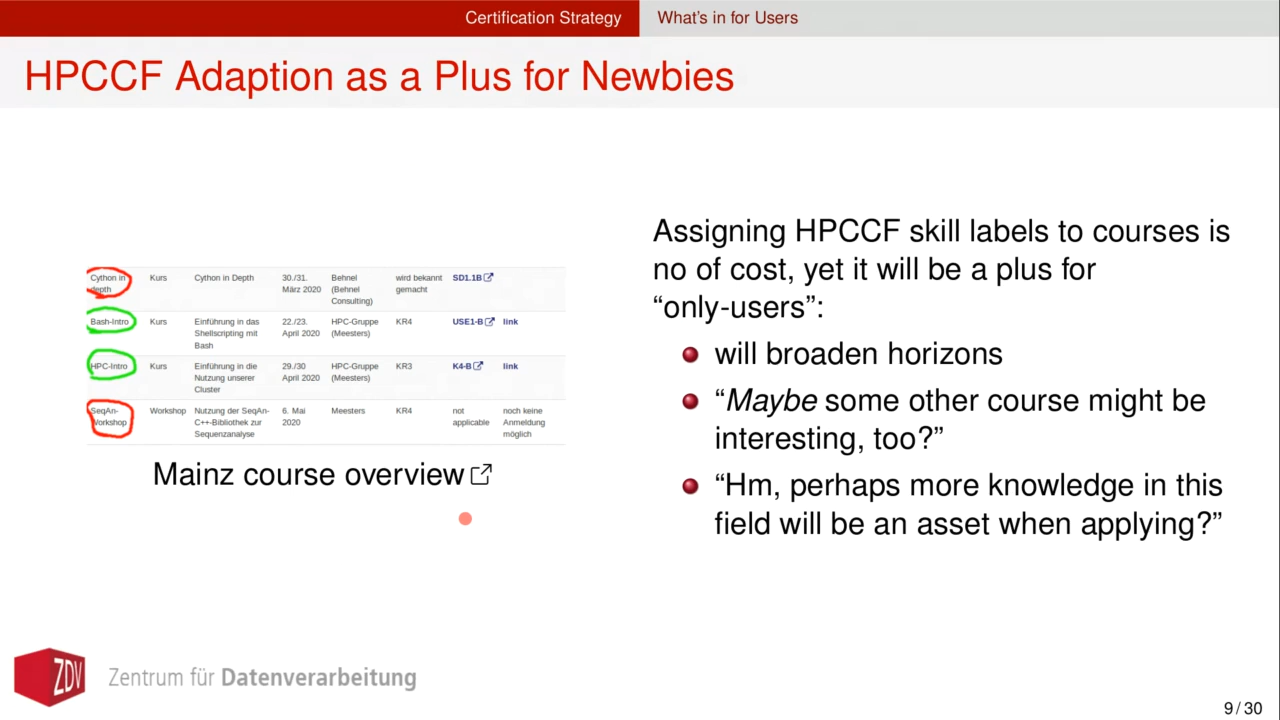 Certification Strategy What's in for Users
HPCCF Adaption as a Plus for Newbies
Cython in Kurs Cython in Depth 30./31. Behnel wird bekannt SD1.1B
depth März 2020 (Behnel gemacht
Consulting)
Bash-Intro Kurs Einführung in das 22./23. HPC-Gruppe KR4 USE1-B link
Shellscripting mit April 2020 (Meesters)
Bash
HPC-Intro Kurs Einführung in die 29./30 HPC-Gruppe KR3 K4-B link
Nutzung unserer April 2020 (Meesters)
Cluster
SeqAn- Workshop Nutzung der SeqAn- 6. Mai Meesters KR4 not noch keine
Workshop C++-Bibliothek zur 2020 applicable Anmeldung
Sequenzanalyse möglich
Mainz course overview
Assigning HPCCF skill labels to courses is
no of cost, yet it will be a plus for
“only-users”:
will broaden horizons
“Maybe some other course might be
interesting, too?”
“Hm, perhaps more knowledge in this
field will be an asset when applying?”
ZDV Zentrum für Datenverarbeitung
9 / 30